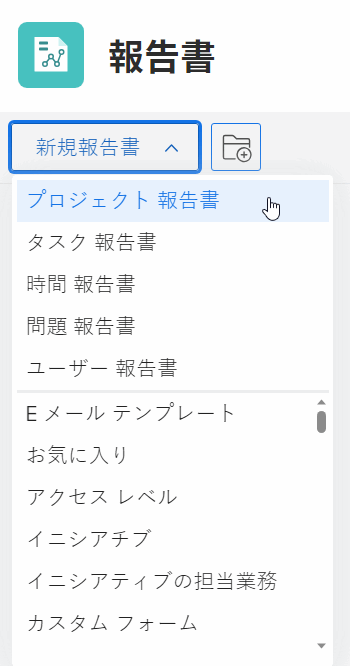 報告書
新規報告書
プロジェクト 報告書
タスク 報告書
時間 報告書
問題 報告書
ユーザー 報告書
E メール テンプレート
お気に入り
アクセス レベル
イニシアチブ
イニシアティブの担当業務
カスタム フォーム